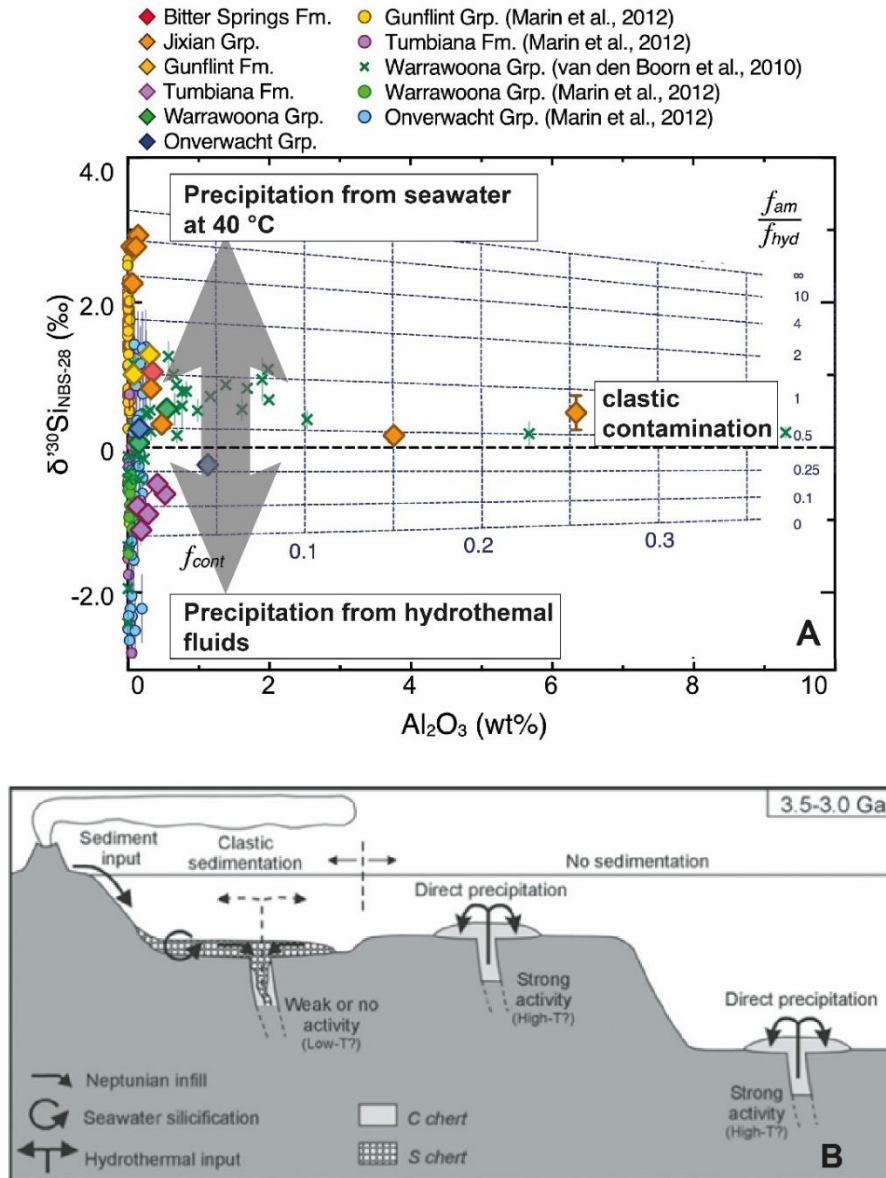 Bitter Springs Fm.
Jixian Grp.
Gunflint Fm.
Tumbiana Fm.
Warrawoona Grp.
Onverwacht Grp.
Gunflint Grp. (Marin et al., 2012)
Tumbiana Fm. (Marin et al., 2012)
Warrawoona Grp. (van den Boorn et al., 2010)
Warrawoona Grp. (Marin et al., 2012)
Onverwacht Grp. (Marin et al., 2012)
4.0
2.0
0
-2.0
δ'30SiNBS-28 (‰)
Precipitation from seawater
at 40 °C
fam
fhyd
∞
10
4
2
1
0.5
0.25
0.1
0
clastic
contamination
fcont
0.1
0.2
0.3
Precipitation from hydrothemal
fluids
A
0
2
4
6
8
10
Al2O3 (wt%)
3.5-3.0 Ga
Sediment
input
Clastic
sedimentation
No sedimentation
Direct precipitation
Weak or no
activity
(Low-T?)
Strong
activity
(High-T?)
Direct precipitation
Strong
activity
(High-T?)
Neptunian infill
Seawater silicification
Hydrothermal input
C chert
S chert
B